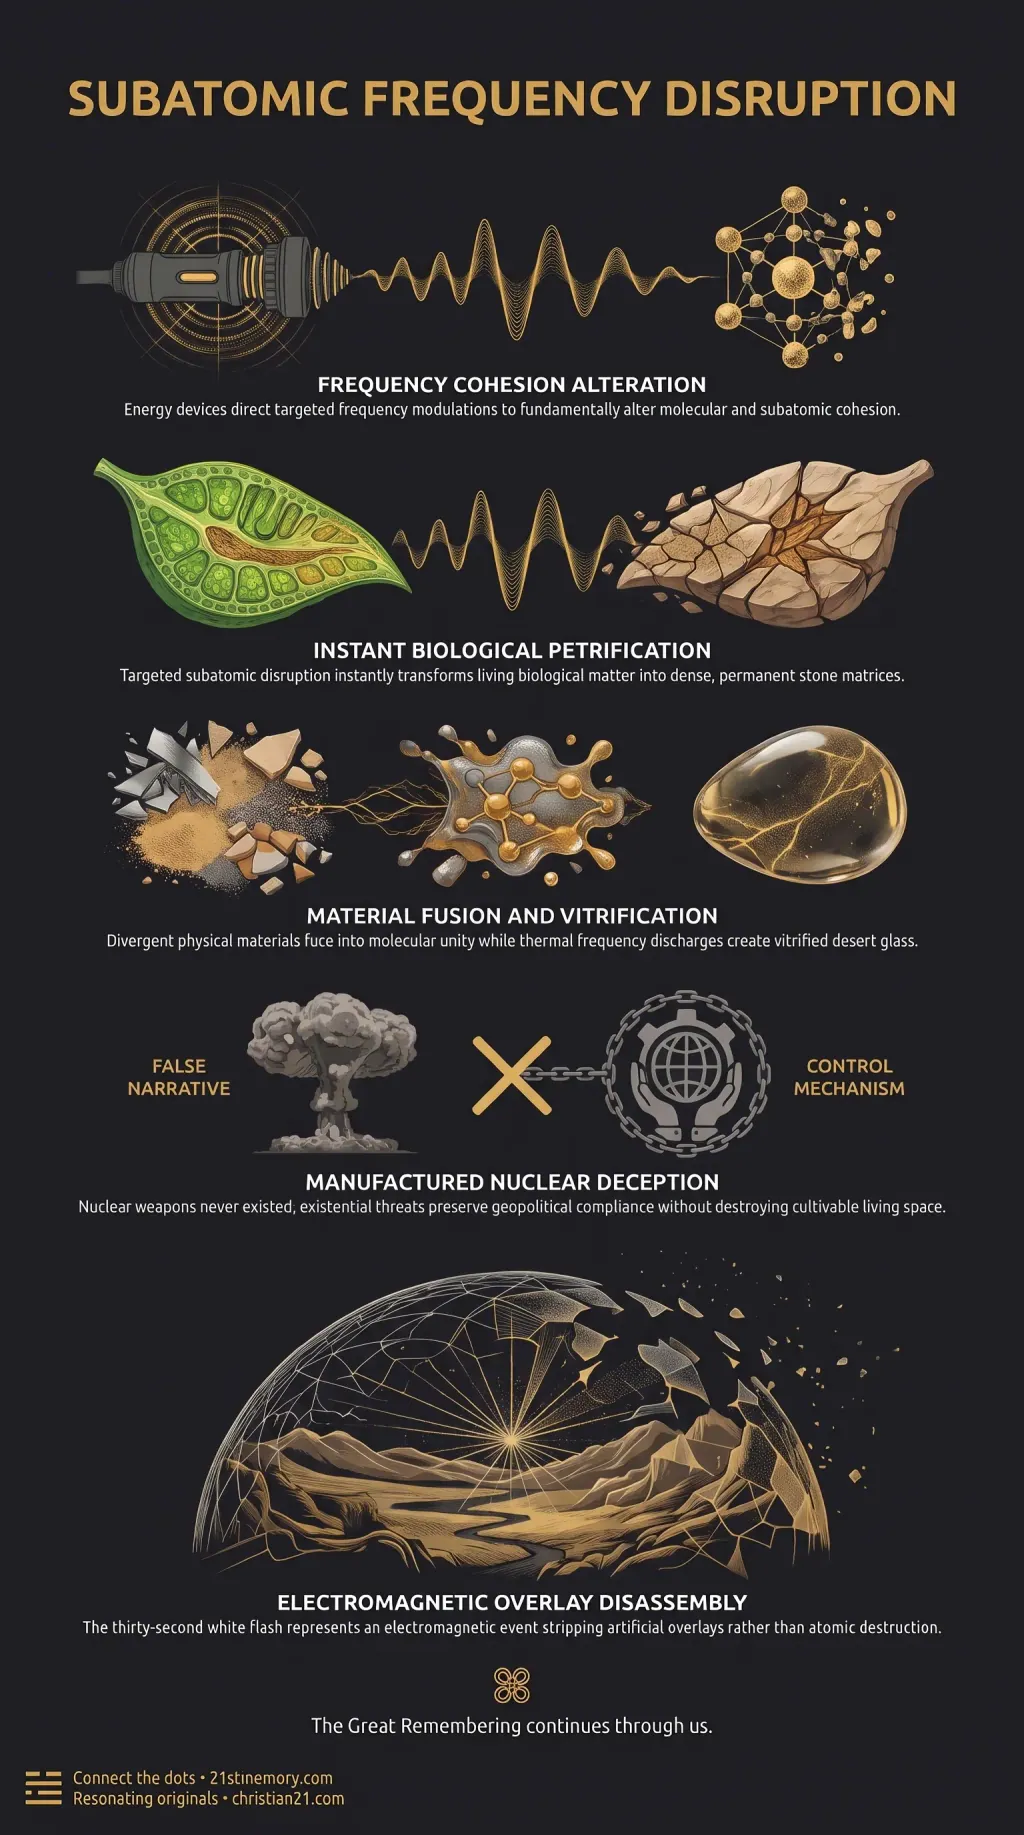 SUBATOMIC FREQUENCY DISRUPTION
FREQUENCY COHESION ALTERATION
Energy devices direct targeted frequency modulations to fundamentally alter molecular and subatomic cohesion.
INSTANT BIOLOGICAL PETRIFICATION
Targeted subatomic disruption instantly transforms living biological matter into dense, permanent stone matrices.
MATERIAL FUSION AND VITRIFICATION
Divergent physical materials fuce into molecular unity while thermal frequency discharges create vitrified desert glass.
FALSE
NARRATIVE
CONTROL
MECHANISM
MANUFACTURED NUCLEAR DECEPTION
Nuclear weapons never existed, existential threats preserve geopolitical compliance without destroying cultivable living space.
ELECTROMAGNETIC OVERLAY DISASSEMBLY
The thirty-second white flash represents an electromagnetic event stripping artificial overlays rather than atomic destruction.
The Great Remembering continues through us.
Connect the dots • 21stinemory.com
Resonating originals • christian21.com